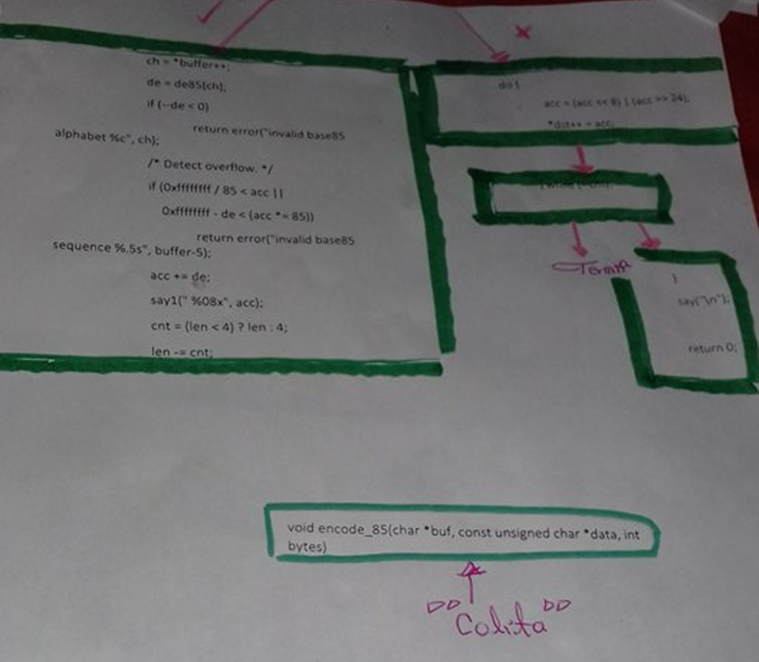 ch = *buffer++;
de = de85[ch];
if (--de < 0)
return error("invalid base85
alphabet %c", ch);
/* Detect overflow. */
if (0xffffffff / 85 < acc ||
0xffffffff - de < (acc *= 85))
return error("invalid base85
sequence %.5s", buffer-5);
acc += de;
say1(" %08x", acc);
cnt = (len < 4) ? len : 4;
len -= cnt;
do {
acc = (acc << 8) | (acc >> 24);
*dst++ = acc;
}
say("\n");
return 0;
void encode_85(char *buf, const unsigned char *data, int
bytes)
"Colita"